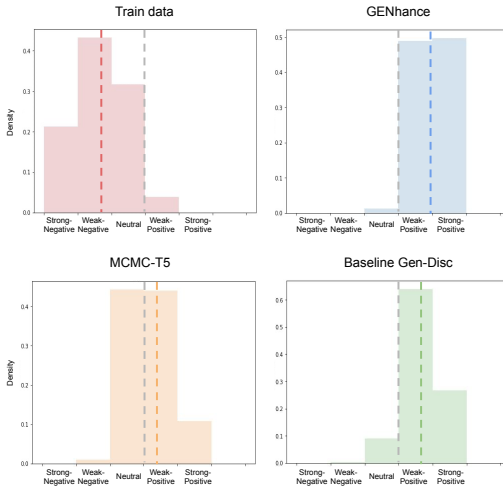 Train data
GENhance
0.4
0.3
0.2
0.1
0.0
Density
Strong-
Negative
Weak-
Negative
Neutral
Weak-
Positive
Strong-
Positive
0.5
0.4
0.3
0.2
0.1
0.0
Strong-
Negative
Weak-
Negative
Neutral
Weak-
Positive
Strong-
Positive
MCMC-T5
Baseline Gen-Disc
0.4
0.3
0.2
0.1
0.0
Density
Strong-
Negative
Weak-
Negative
Neutral
Weak-
Positive
Strong-
Positive
0.6
0.5
0.4
0.3
0.2
0.1
0.0
Strong-
Negative
Weak-
Negative
Neutral
Weak-
Positive
Strong-
Positive